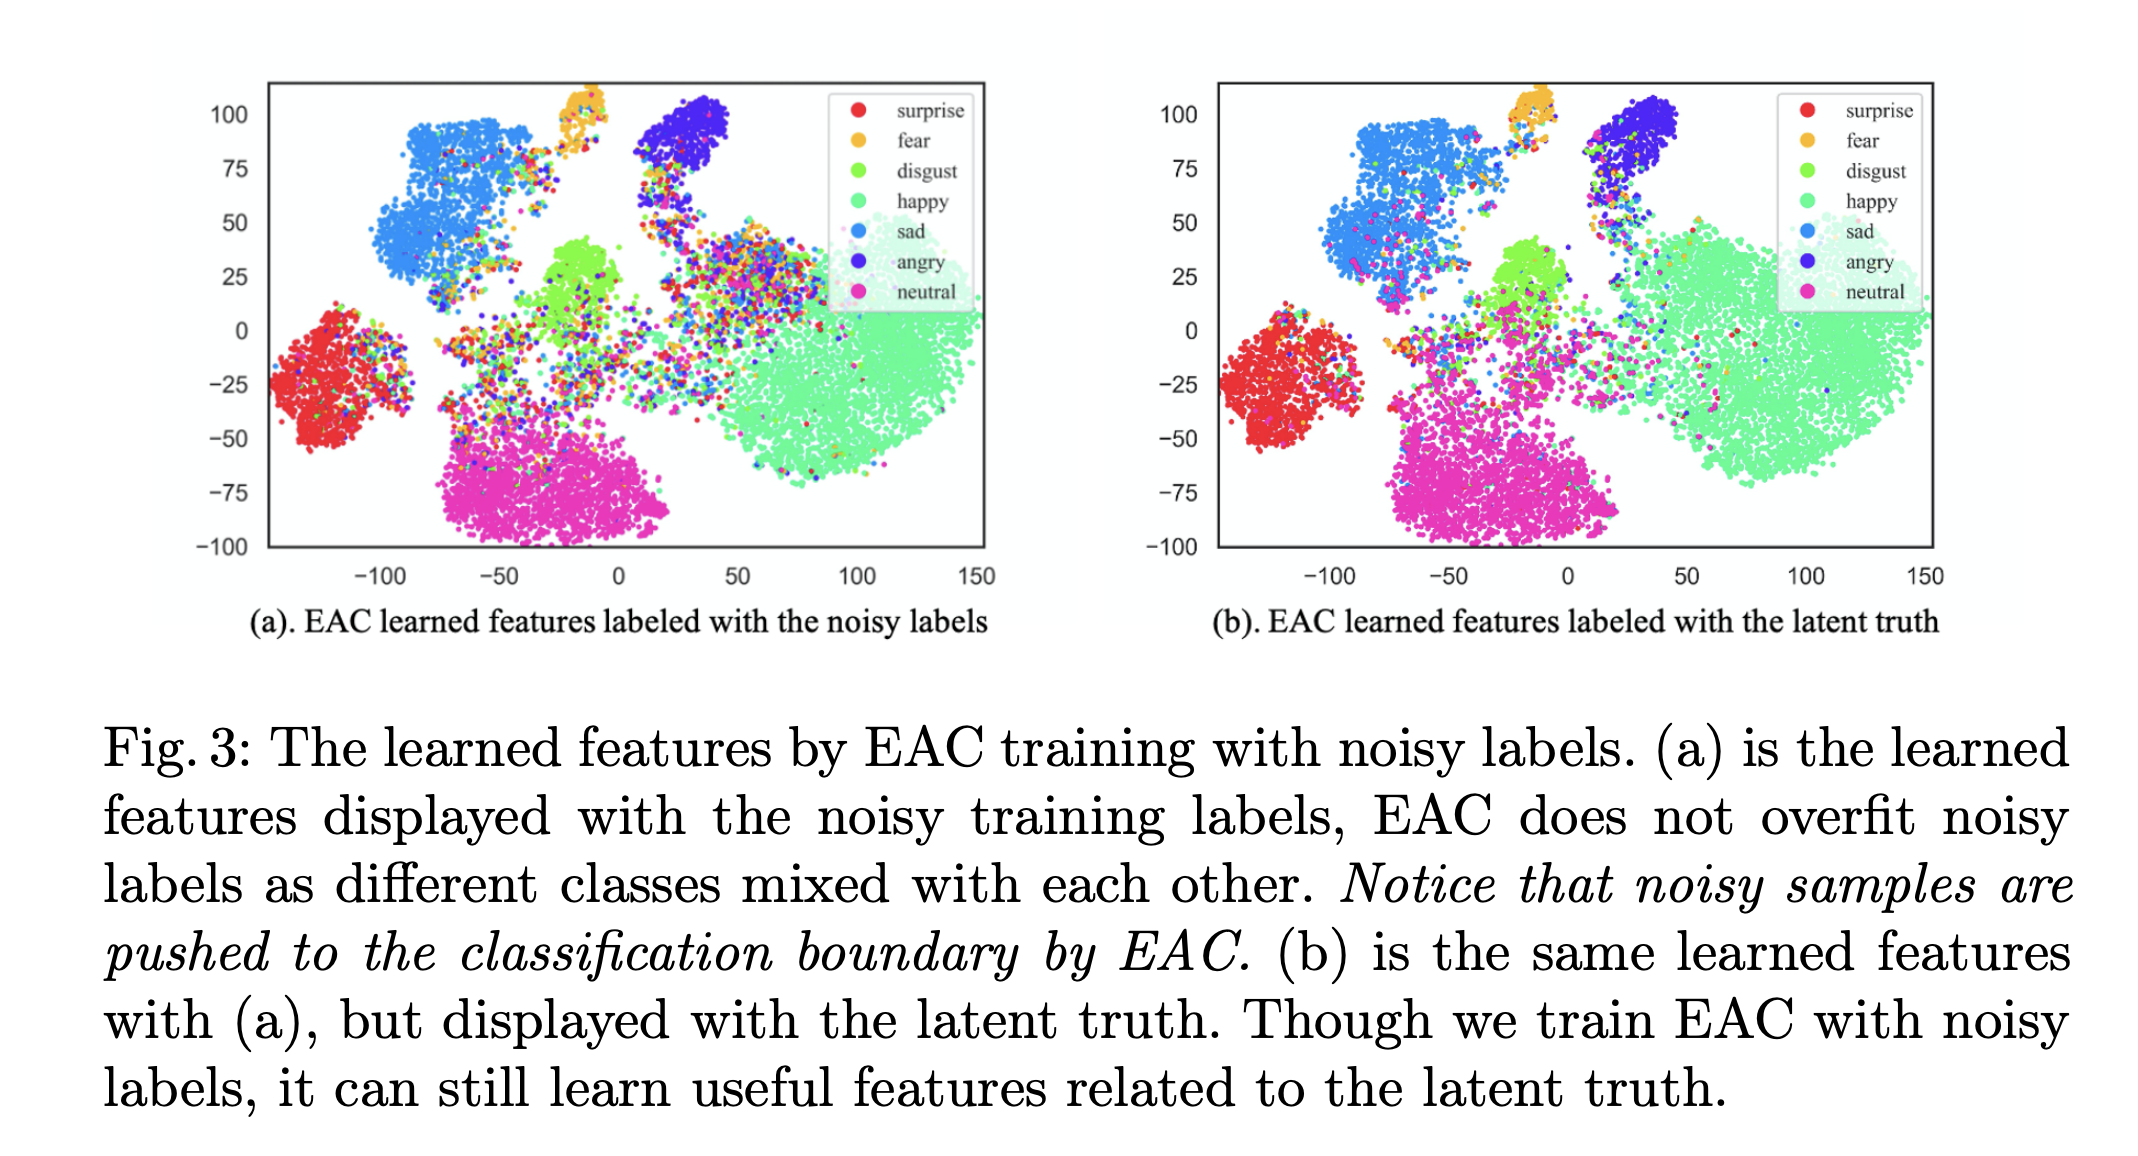 100
75
50
25
0
−25
−50
−75
−100
−100 −50 0 50 100 150
surprise
fear
disgust
happy
sad
angry
neutral
(a). EAC learned features labeled with the noisy labels
100
75
50
25
0
−25
−50
−75
−100
−100 −50 0 50 100 150
surprise
fear
disgust
happy
sad
angry
neutral
(b). EAC learned features labeled with the latent truth
Fig. 3: The learned features by EAC training with noisy labels. (a) is the learned
features displayed with the noisy training labels, EAC does not overfit noisy
labels as different classes mixed with each other. Notice that noisy samples are
pushed to the classification boundary by EAC. (b) is the same learned features
with (a), but displayed with the latent truth. Though we train EAC with noisy
labels, it can still learn useful features related to the latent truth.